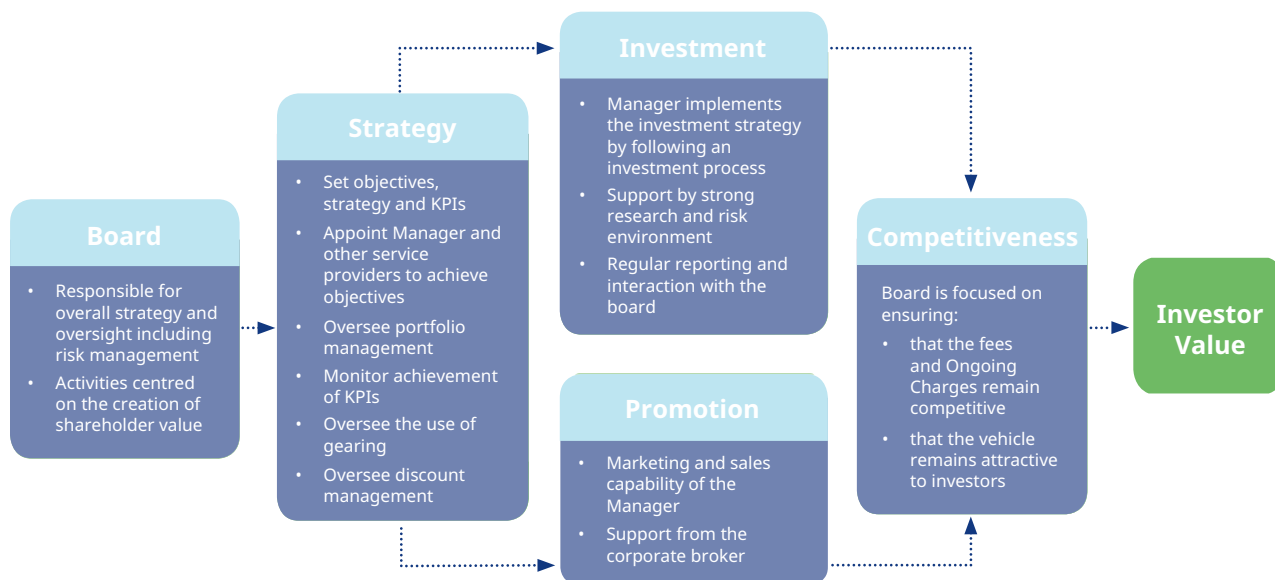 Board
• Responsible for
overall strategy and
oversight including
risk management
• Activities centred
on the creation of
shareholder value
Strategy
• Set objectives,
strategy and KPIs
• Appoint Manager and
other service
providers to achieve
objectives
• Oversee portfolio
management
• Monitor achievement
of KPIs
• Oversee the use of
gearing
• Oversee discount
management
Investment
• Manager implements
the investment strategy
by following an
investment process
• Support by strong
research and risk
environment
• Regular reporting and
interaction with the
board
Promotion
• Marketing and sales
capability of the
Manager
• Support from the
corporate broker
Competitiveness
Board is focused on
ensuring:
• that the fees
and Ongoing
Charges remain
competitive
• that the vehicle
remains attractive
to investors
Investor
Value